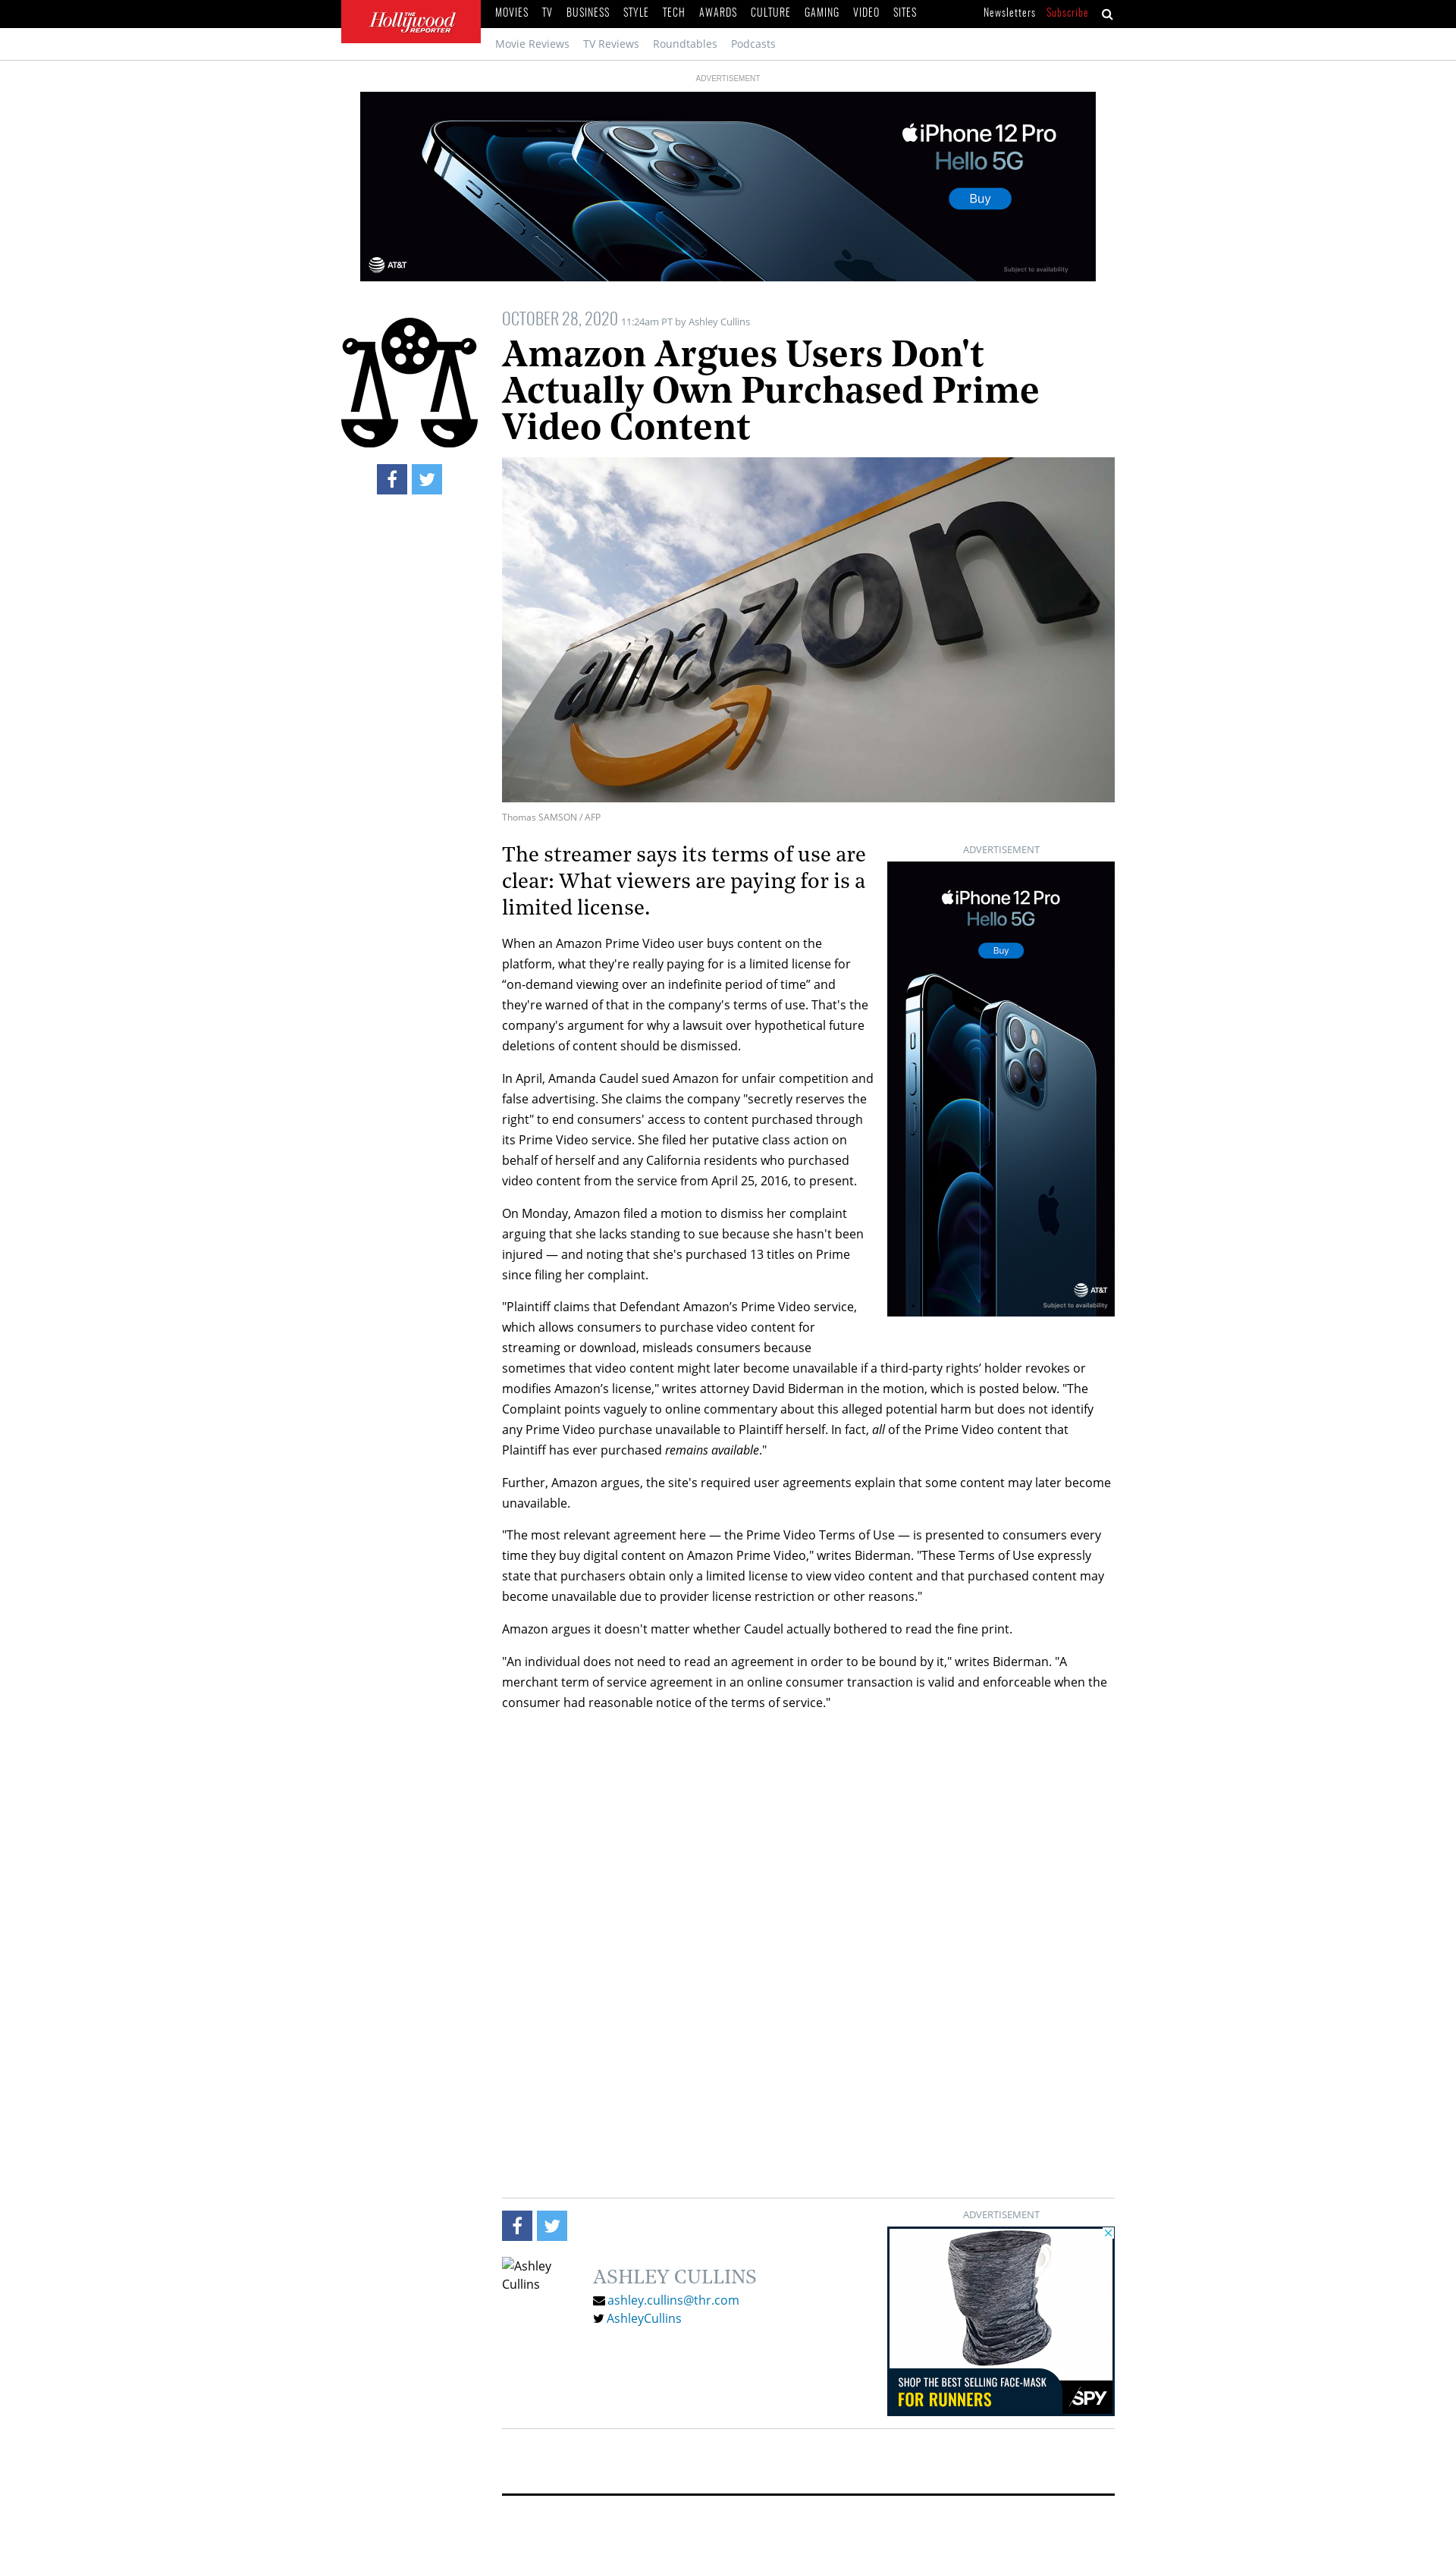 THE
Hollywood
REPORTER
MOVIES TV BUSINESS STYLE TECH AWARDS CULTURE GAMING VIDEO SITES
Newsletters Subscribe
Movie Reviews TV Reviews Roundtables Podcasts
ADVERTISEMENT
iPhone 12 Pro
Hello 5G
Buy
AT&T
Subject to availability
OCTOBER 28, 2020 11:24am PT by Ashley Cullins
Amazon Argues Users Don't
Actually Own Purchased Prime
Video Content
amazon
Thomas SAMSON / AFP
The streamer says its terms of use are
clear: What viewers are paying for is a
limited license.
ADVERTISEMENT
iPhone 12 Pro
Hello 5G
Buy
AT&T
Subject to availability
When an Amazon Prime Video user buys content on the
platform, what they're really paying for is a limited license for
“on-demand viewing over an indefinite period of time” and
they're warned of that in the company's terms of use. That's the
company's argument for why a lawsuit over hypothetical future
deletions of content should be dismissed.
In April, Amanda Caudel sued Amazon for unfair competition and
false advertising. She claims the company "secretly reserves the
right" to end consumers' access to content purchased through
its Prime Video service. She filed her putative class action on
behalf of herself and any California residents who purchased
video content from the service from April 25, 2016, to present.
On Monday, Amazon filed a motion to dismiss her complaint
arguing that she lacks standing to sue because she hasn't been
injured — and noting that she's purchased 13 titles on Prime
since filing her complaint.
"Plaintiff claims that Defendant Amazon’s Prime Video service,
which allows consumers to purchase video content for
streaming or download, misleads consumers because
sometimes that video content might later become unavailable if a third-party rights’ holder revokes or
modifies Amazon’s license," writes attorney David Biderman in the motion, which is posted below. "The
Complaint points vaguely to online commentary about this alleged potential harm but does not identify
any Prime Video purchase unavailable to Plaintiff herself. In fact, all of the Prime Video content that
Plaintiff has ever purchased remains available."
Further, Amazon argues, the site's required user agreements explain that some content may later become
unavailable.
"The most relevant agreement here — the Prime Video Terms of Use — is presented to consumers every
time they buy digital content on Amazon Prime Video," writes Biderman. "These Terms of Use expressly
state that purchasers obtain only a limited license to view video content and that purchased content may
become unavailable due to provider license restriction or other reasons."
Amazon argues it doesn't matter whether Caudel actually bothered to read the fine print.
"An individual does not need to read an agreement in order to be bound by it," writes Biderman. "A
merchant term of service agreement in an online consumer transaction is valid and enforceable when the
consumer had reasonable notice of the terms of service."
Ashley
Cullins
ASHLEY CULLINS
ashley.cullins@thr.com
AshleyCullins
ADVERTISEMENT
SHOP THE BEST SELLING FACE-MASK
FOR RUNNERS
SPY